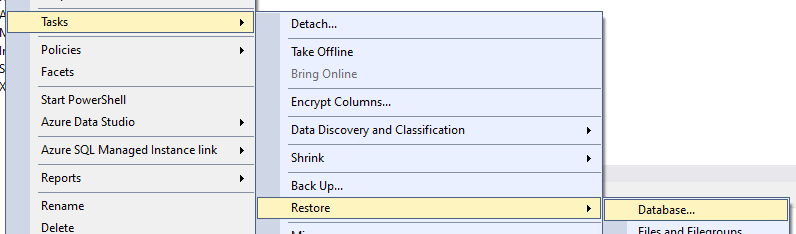 Tasks
Policies
Facets
Start PowerShell
Azure Data Studio
Azure SQL Managed Instance link
Reports
Rename
Delete
Detach...
Take Offline
Bring Online
Encrypt Columns...
Data Discovery and Classification
Shrink
Back Up...
Restore
Database...
Files and Filegroups